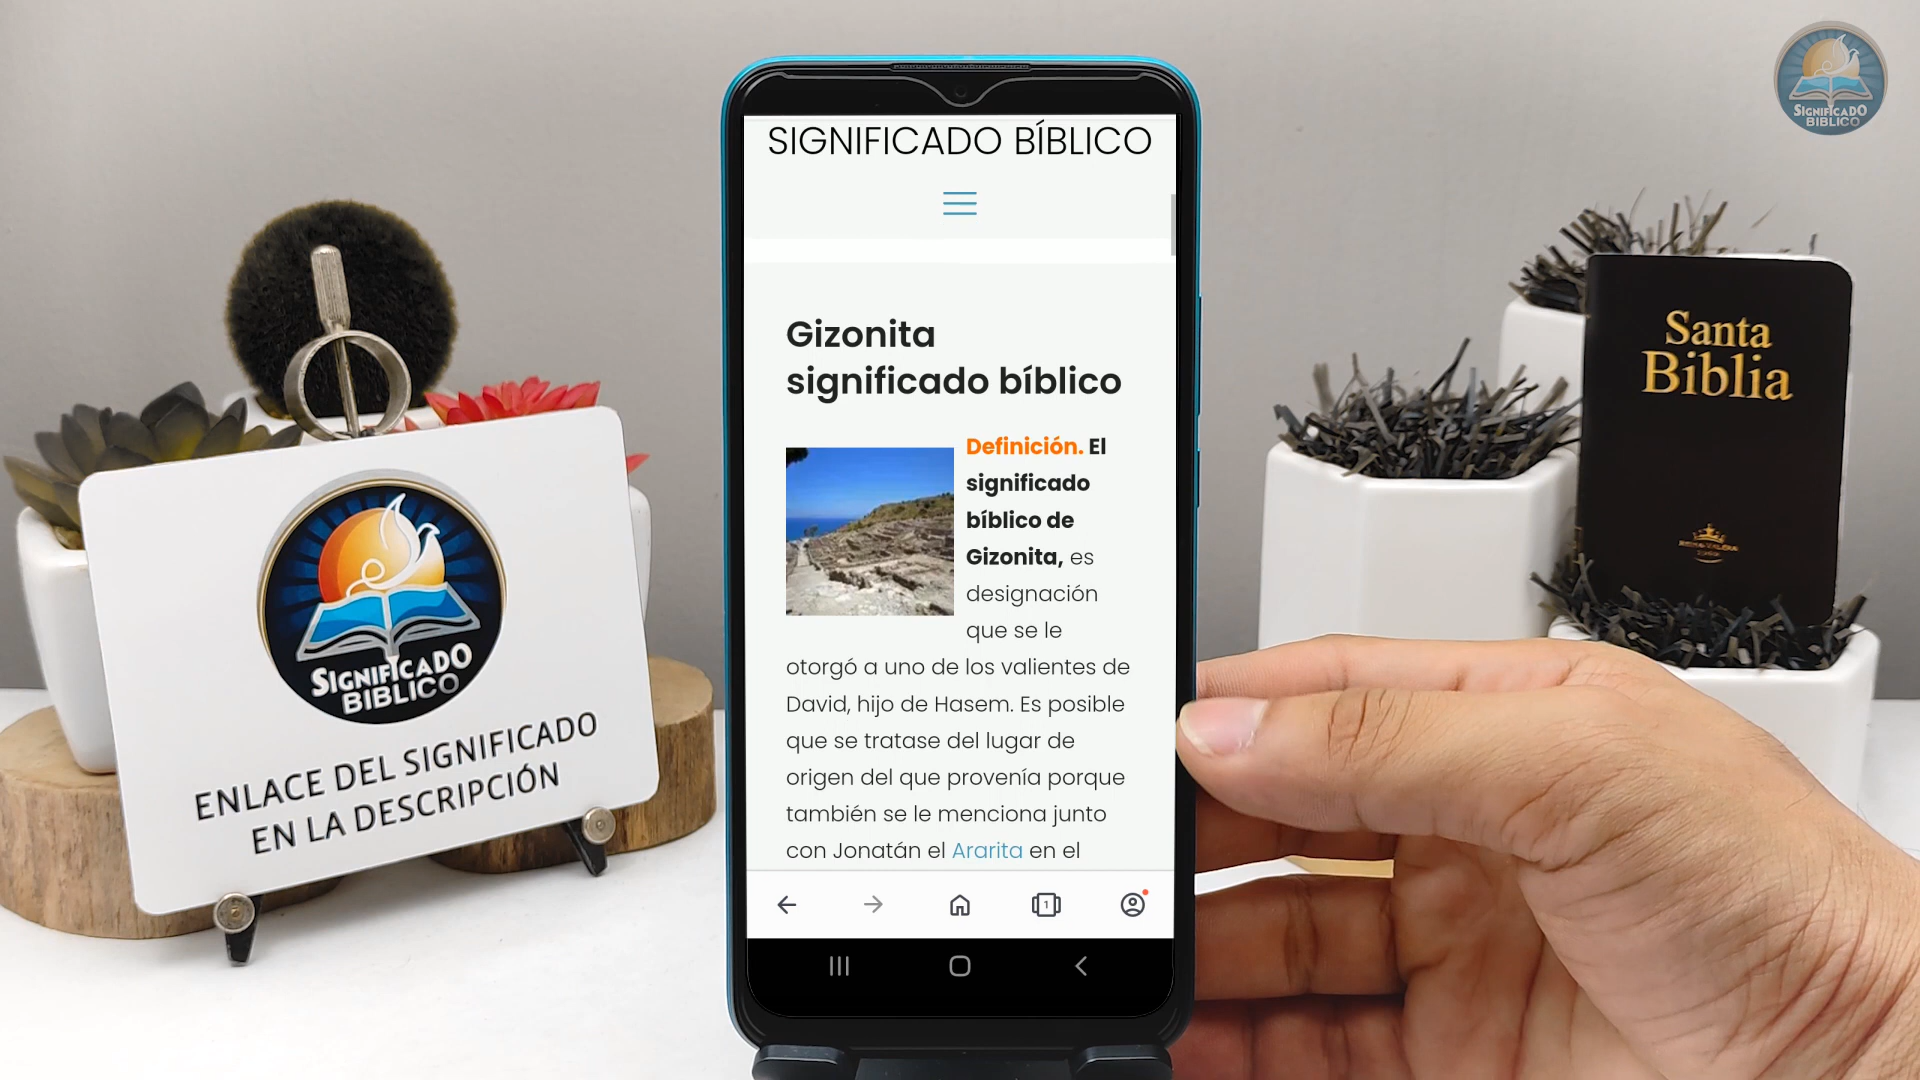 SIGNIFICADO
BÍBLICO
SIGNIFICADO BÍBLICO
Gizonita
significado bíblico
Definición. El
significado
bíblico de
Gizonita, es
designación
que se le
otorgó a uno de los valientes de
David, hijo de Hasem. Es posible
que se tratase del lugar de
origen del que provenía porque
también se le menciona junto
con Jonatán el Ararita en el
1
SIGNIFICADO
BIBLICO
ENLACE DEL SIGNIFICADO
EN LA DESCRIPCIÓN
Santa
Biblia